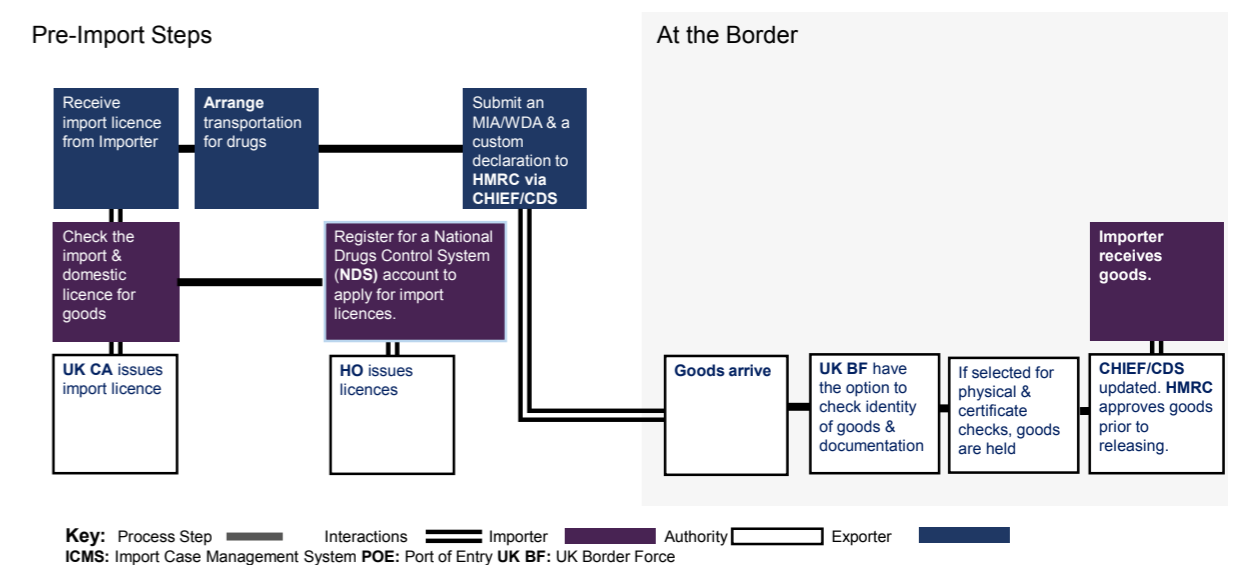 Pre-Import Steps
At the Border
Receive
import licence
from Importer
Arrange
transportation
for drugs
Submit an
MIA/WDA & a
custom
declaration to
HMRC via
CHIEF/CDS
Check the
import &
domestic
licence for
goods
Register for a National
Drugs Control System
(NDS) account to
apply for import
licences.
Importer
receives
goods.
UK CA issues
import licence
HO issues
licences
Goods arrive
UK BF have
the option to
check identity
of goods &
documentation
If selected for
physical &
certificate
checks, goods
are held
CHIEF/CDS
updated. HMRC
approves goods
prior to
releasing.
Key: Process Step Interactions Importer Authority Exporter
ICMS: Import Case Management System POE: Port of Entry UK BF: UK Border Force